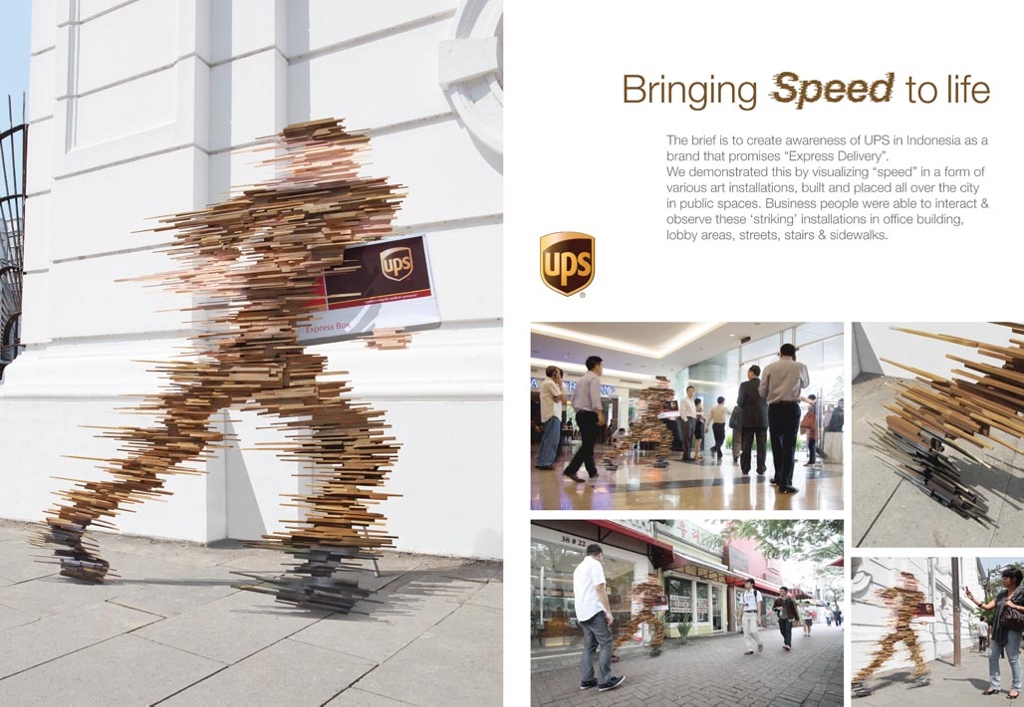 ups
Express Box
Bringing Speed to life
The brief is to create awareness of UPS in Indonesia as a
brand that promises “Express Delivery”.
We demonstrated this by visualizing “speed” in a form of
various art installations, built and placed all over the city
in public spaces. Business people were able to interact &
observe these ‘striking’ installations in office building,
lobby areas, streets, stairs & sidewalks.
ups
38 # 22